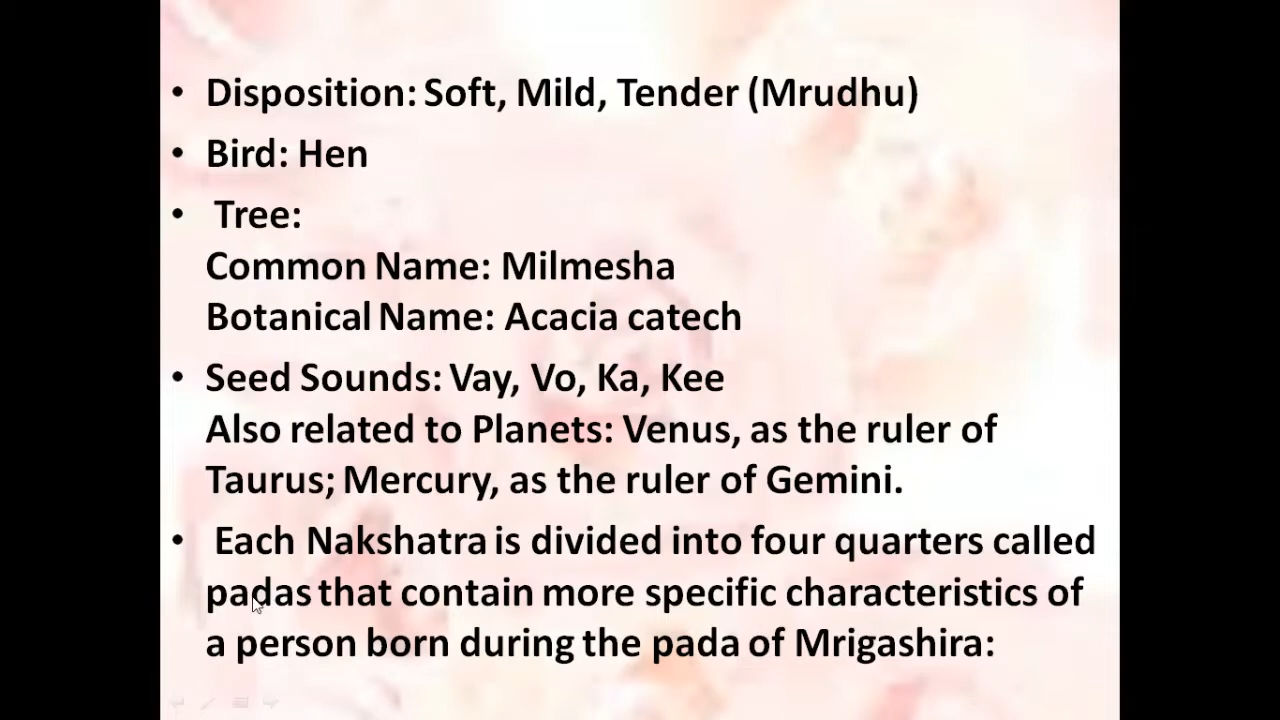 • Disposition: Soft, Mild, Tender (Mrudhu)
• Bird: Hen
• Tree:
Common Name: Milmesha
Botanical Name: Acacia catech
• Seed Sounds: Vay, Vo, Ka, Kee
Also related to Planets: Venus, as the ruler of
Taurus; Mercury, as the ruler of Gemini.
• Each Nakshatra is divided into four quarters called
padas that contain more specific characteristics of
a person born during the pada of Mrigashira: